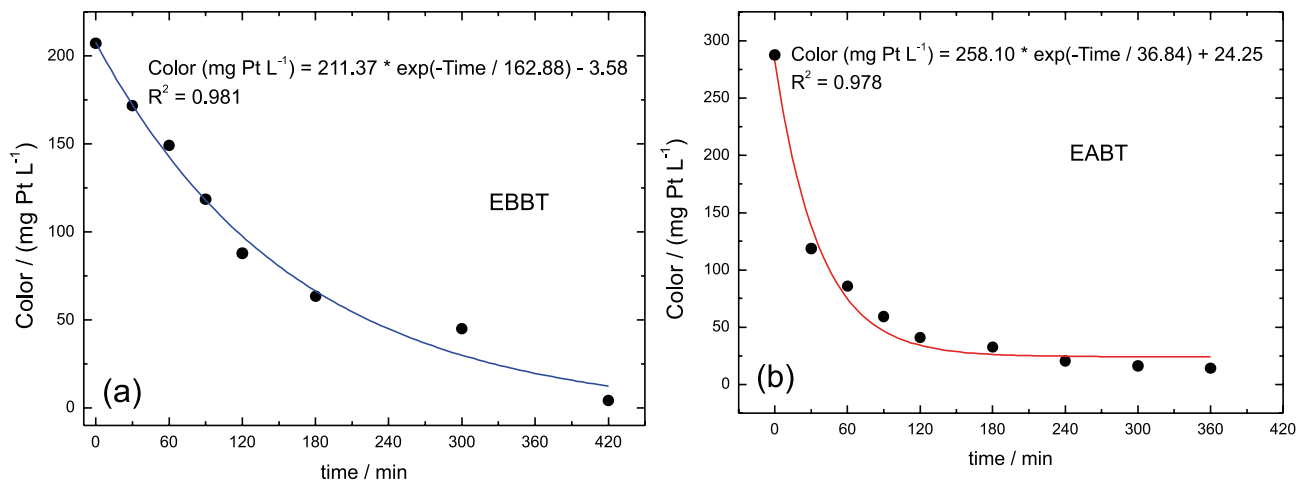 Color (mg Pt L⁻¹) = 211.37 * exp(-Time / 162.88) - 3.58
R² = 0.981
EBBT
(a)
Color / (mg Pt L⁻¹)
200
150
100
50
0
0 60 120 180 240 300 360 420
time / min
Color (mg Pt L⁻¹) = 258.10 * exp(-Time / 36.84) + 24.25
R² = 0.978
EABT
(b)
Color / (mg Pt L⁻¹)
300
250
200
150
100
50
0
0 60 120 180 240 300 360 420
time / min